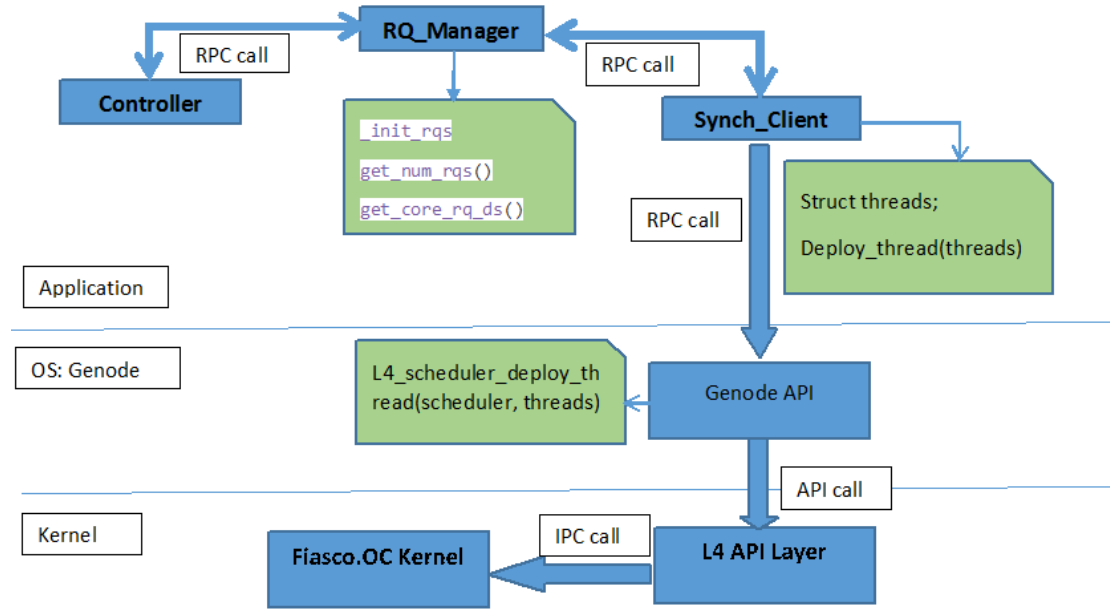 RQ_Manager
RPC call
RPC call
Controller
Synch_Client
_init_rqs
get_num_rqs()
get_core_rq_ds()
Struct threads;
Deploy_thread(threads)
RPC call
Application
OS: Genode
L4_scheduler_deploy_th
read(scheduler, threads)
Genode API
API call
Kernel
IPC call
Fiasco.OC Kernel
L4 API Layer